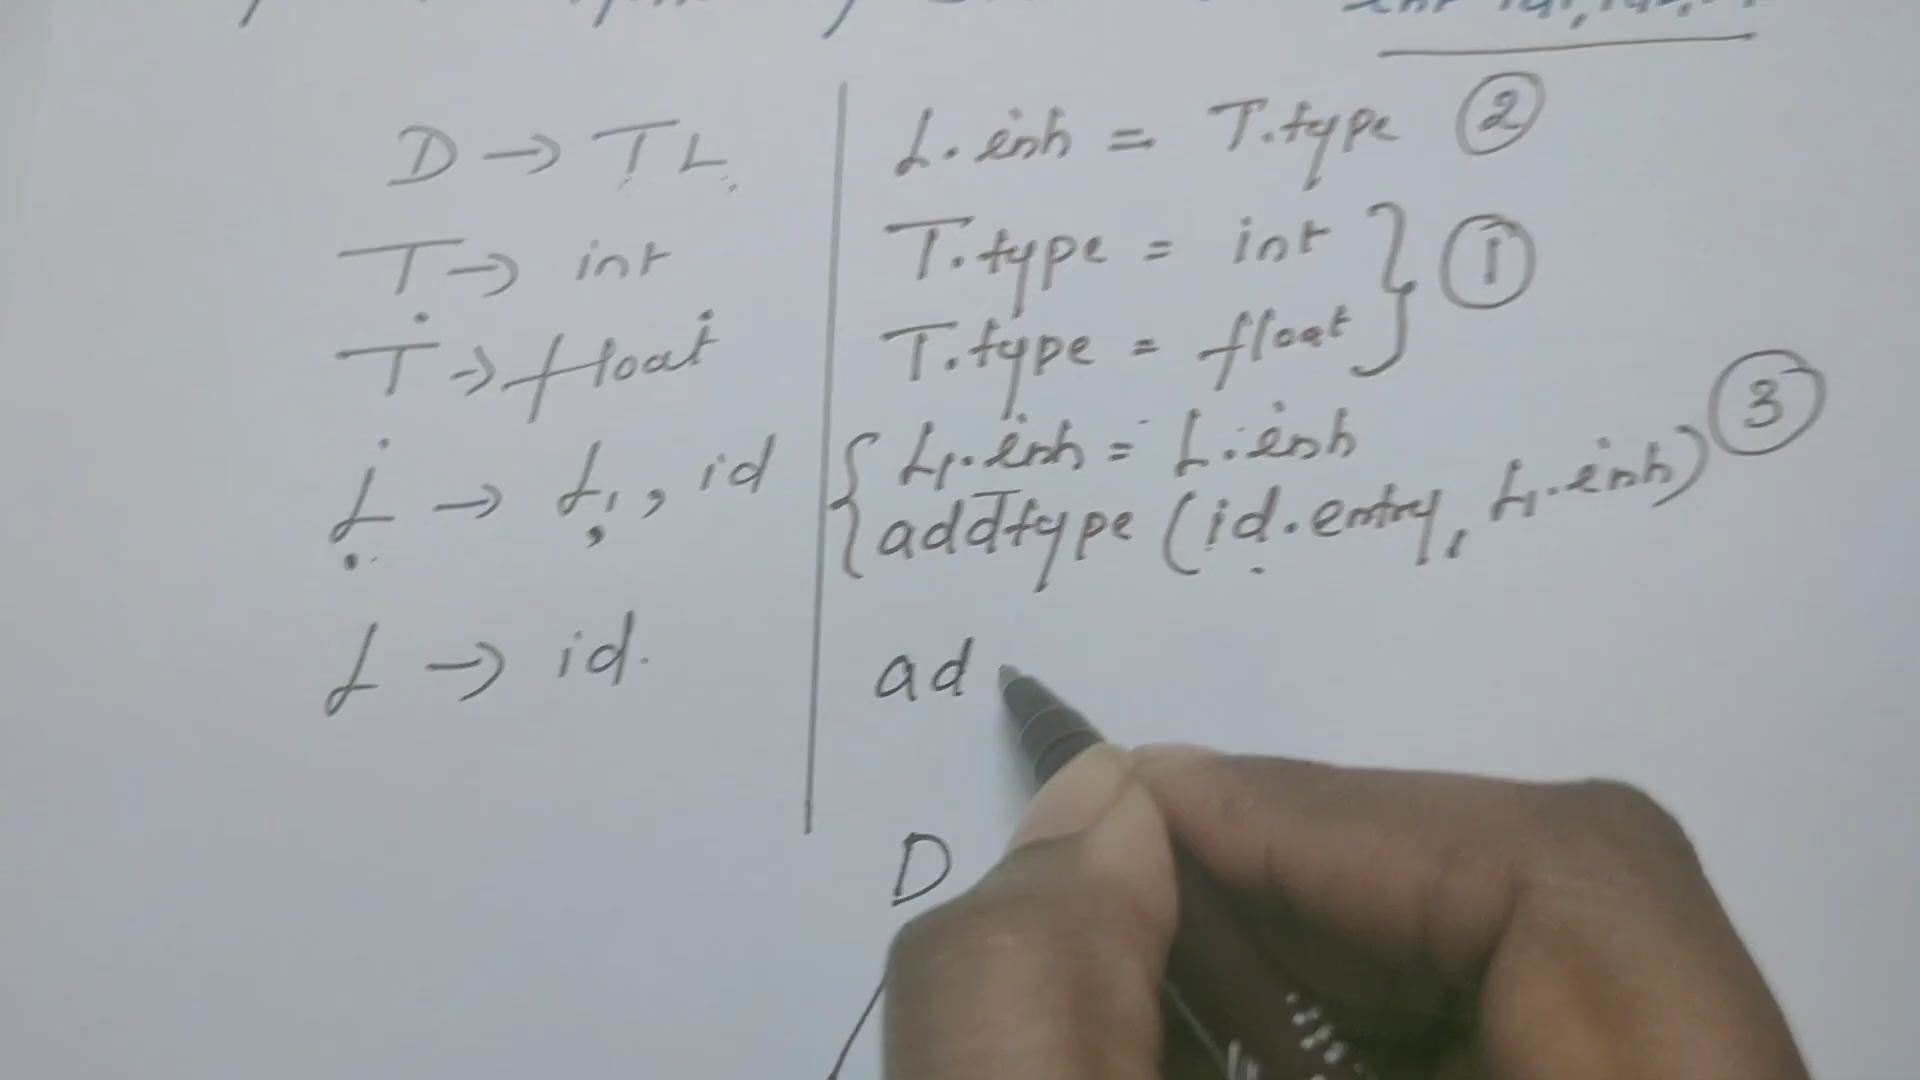 D → TL
L.inh = T.type ②
T → int
T.type = int
①
T → float
T.type = float
L → L₁, id
L₁.inh = L.inh
addType (id.entry, L₁.inh) ③
L → id.
ad
D